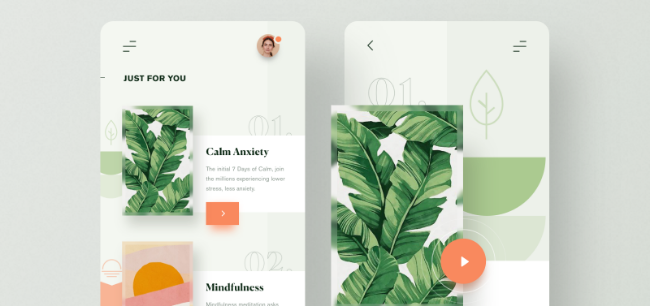 JUST FOR YOU
01.
Calm Anxiety
The initial 7 Days of Calm, join
the millions experiencing lower
stress, less anxiety.
02.
Mindfulness
Mindfulness meditation asks
01.